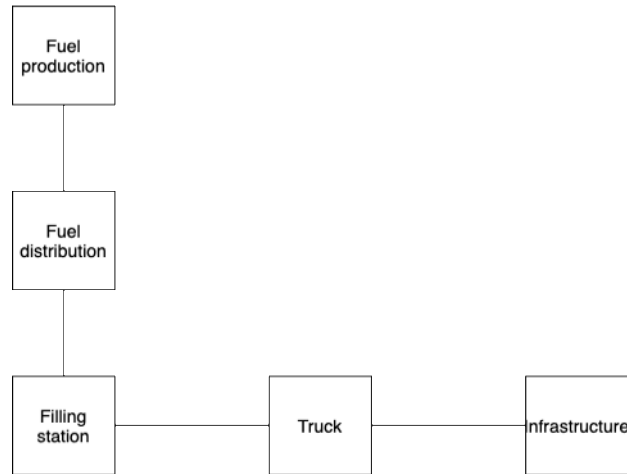 Fuel
production
Fuel
distribution
Filling
station
Truck
Infrastructure